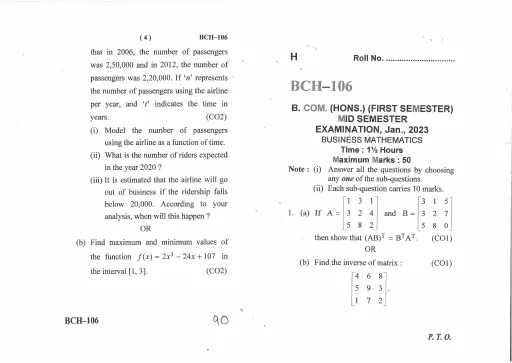 ( 4 ) BCH–106
that in 2006, the number of passengers
was 2,50,000 and in 2012, the number of
passengers was 2,20,000. If 'n' represents
the number of passengers using the airline
per year, and 't' indicates the time in
years. (CO2)
(i) Model the number of passengers
using the airline as a function of time.
(ii) What is the number of riders expected
in the year 2020 ?
(iii) It is estimated that the airline will go
out of business if the ridership falls
below 20,000. According to your
analysis, when will this happen ?
OR
(b) Find maximum and minimum values of
the function f(x) = 2x³ – 24x + 107 in
the interval [1, 3]. (CO2)
BCH–106 90
H Roll No. ..............................
BCH–106
B. COM. (HONS.) (FIRST SEMESTER)
MID SEMESTER
EXAMINATION, Jan., 2023
BUSINESS MATHEMATICS
Time : 1½ Hours
Maximum Marks : 50
Note : (i) Answer all the questions by choosing
any one of the sub-questions.
(ii) Each sub-question carries 10 marks.
[1 3 1] [3 1 5]
1. (a) If A = [3 2 4] and B = [3 2 7]
[5 8 2] [5 8 0]
then show that (AB)ᵀ = BᵀAᵀ. (CO1)
OR
(b) Find the inverse of matrix : (CO1)
[4 6 8]
[5 9 3].
[1 7 2]
P. T. O.